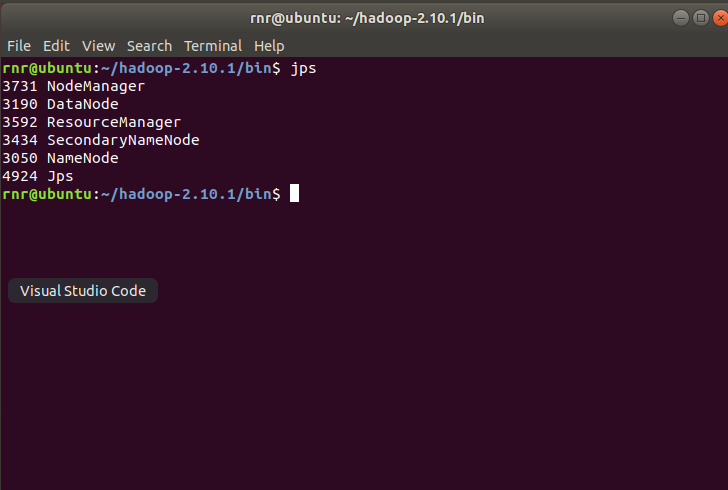 rnr@ubuntu: ~/hadoop-2.10.1/bin
File Edit View Search Terminal Help
rnr@ubuntu:~/hadoop-2.10.1/bin$ jps
3731 NodeManager
3190 DataNode
3592 ResourceManager
3434 SecondaryNameNode
3050 NameNode
4924 Jps
rnr@ubuntu:~/hadoop-2.10.1/bin$
Visual Studio Code